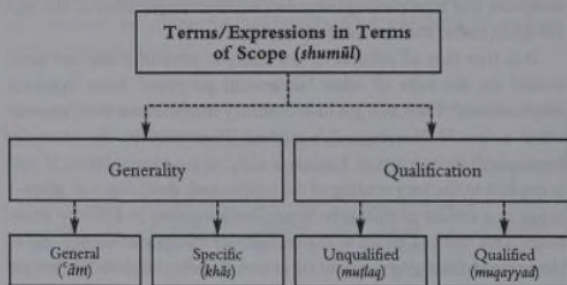 Terms/Expressions in Terms
of Scope (shumūl)
Generality
Qualification
General
(ʿām)
Specific
(khāṣ)
Unqualified
(muṭlaq)
Qualified
(muqayyad)